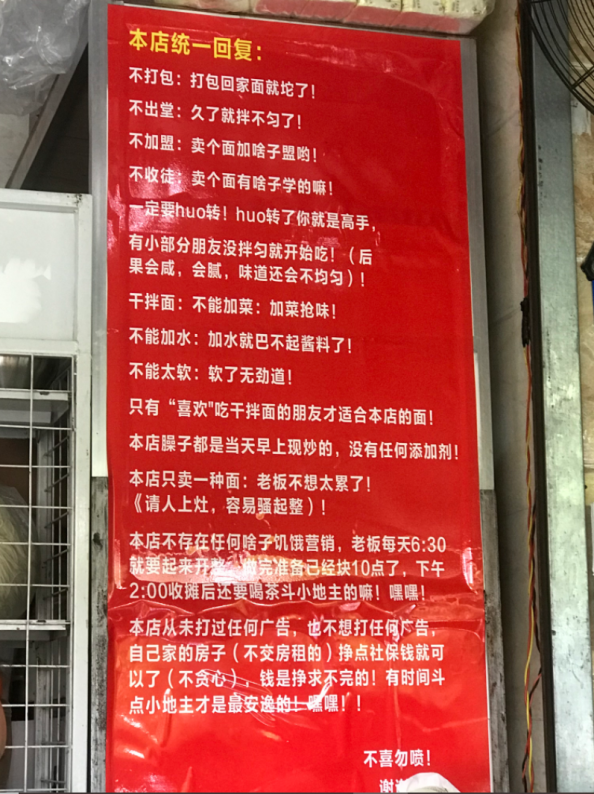 本店统一回复：
不打包：打包回家面就坨了！
不出堂：久了就拌不匀了！
不加盟：卖个面加啥子盟哟！
不收徒：卖个面有啥子学的嘛！
一定要huo转！huo转了你就是高手，
有小部分朋友没拌匀就开始吃！（后
果会咸，会腻，味道还会不均匀）！
干拌面：不能加菜：加菜抢味！
不能加水：加水就巴不起酱料了！
不能太软：软了无劲道！
只有“喜欢"吃干拌面的朋友才适合本店的面！
本店臊子都是当天早上现炒的，没有任何添加剂！
本店只卖一种面：老板不想太累了！
《请人上灶，容易骚起整）！
本店不存在任何啥子饥饿营销，老板每天6:30
就要起来开整，做完准备己经块10点了，下午
2:00收摊后还要喝茶斗小地主的嘛！嘿嘿！
本店从未打过任何广告，也不想打任何广告，
自己家的房子（不交房租的）挣点社保钱就可
以了（不贪心），钱是挣求不完的！有时间斗
点小地主才是最安逸的！嘿嘿！！
不喜勿喷！